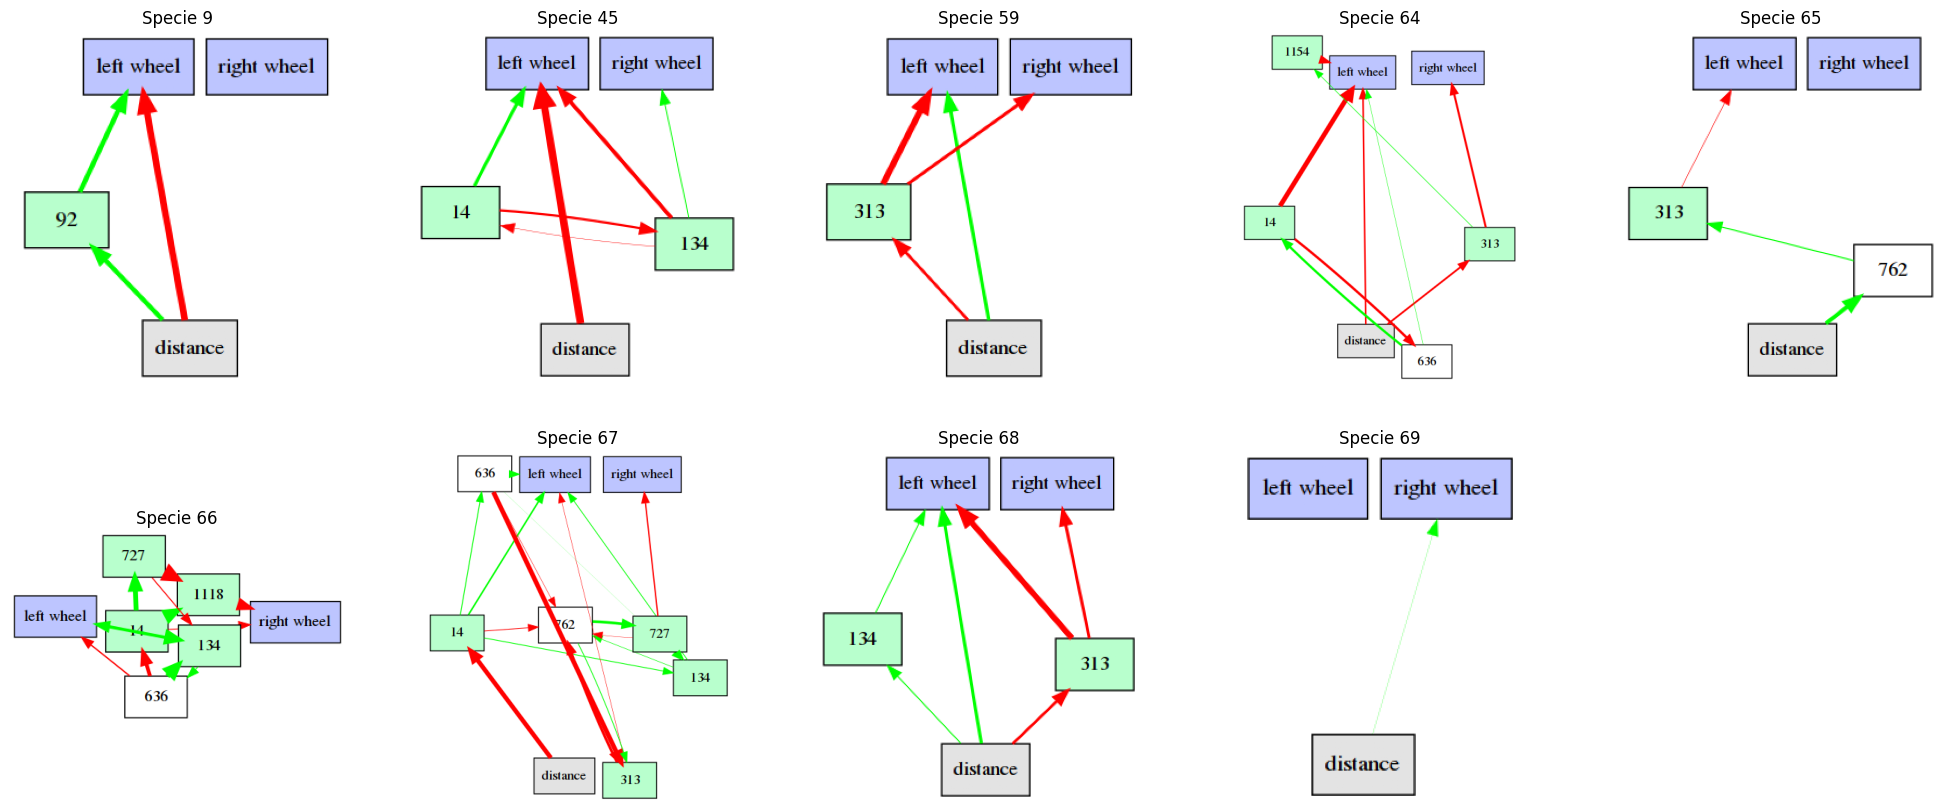 Specie 9
left wheel
right wheel
92
distance
Specie 45
left wheel
right wheel
14
134
distance
Specie 59
left wheel
right wheel
313
distance
Specie 64
1154
left wheel
right wheel
14
313
distance
636
Specie 65
left wheel
right wheel
313
762
distance
Specie 66
727
1118
left wheel
right wheel
14
134
636
Specie 67
636
left wheel
right wheel
14
762
727
134
distance
313
Specie 68
left wheel
right wheel
134
313
distance
Specie 69
left wheel
right wheel
distance